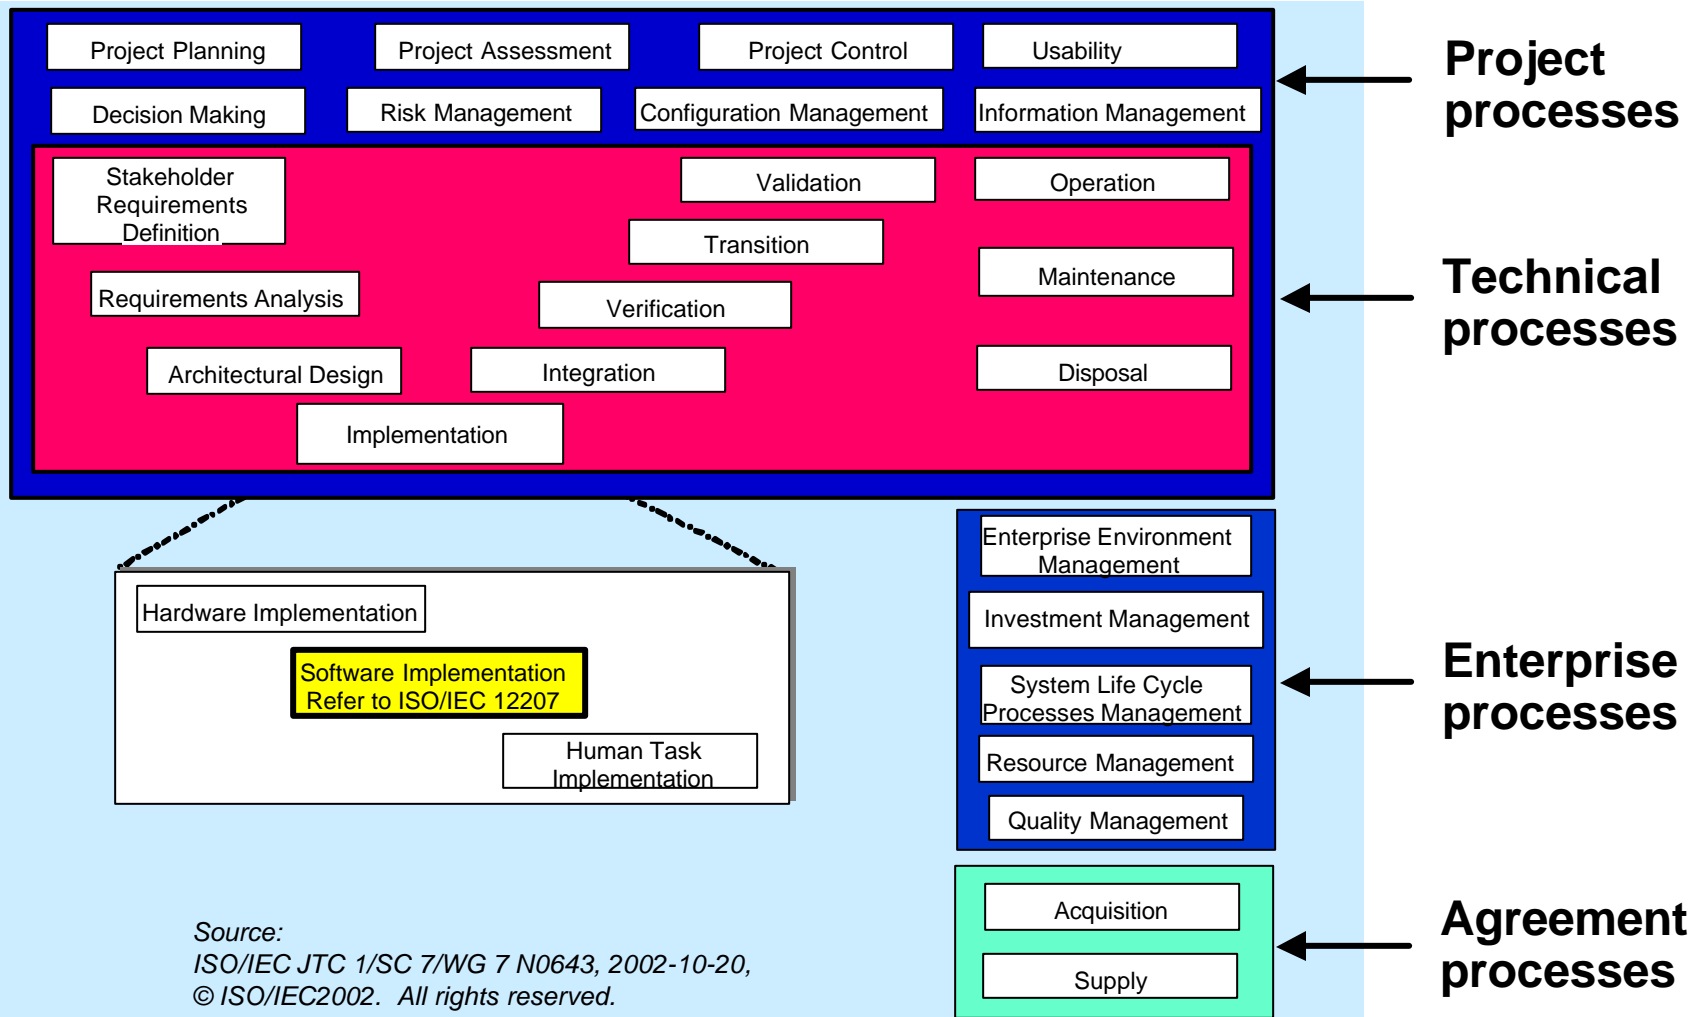 Project Planning
Project Assessment
Project Control
Usability
Decision Making
Risk Management
Configuration Management
Information Management
Project
processes
Stakeholder
Requirements
Definition
Validation
Operation
Transition
Requirements Analysis
Verification
Maintenance
Architectural Design
Integration
Disposal
Implementation
Technical
processes
Hardware Implementation
Software Implementation
Refer to ISO/IEC 12207
Human Task
Implementation
Enterprise Environment
Management
Investment Management
System Life Cycle
Processes Management
Resource Management
Quality Management
Enterprise
processes
Acquisition
Supply
Agreement
processes
Source:
ISO/IEC JTC 1/SC 7/WG 7 N0643, 2002-10-20,
© ISO/IEC2002. All rights reserved.